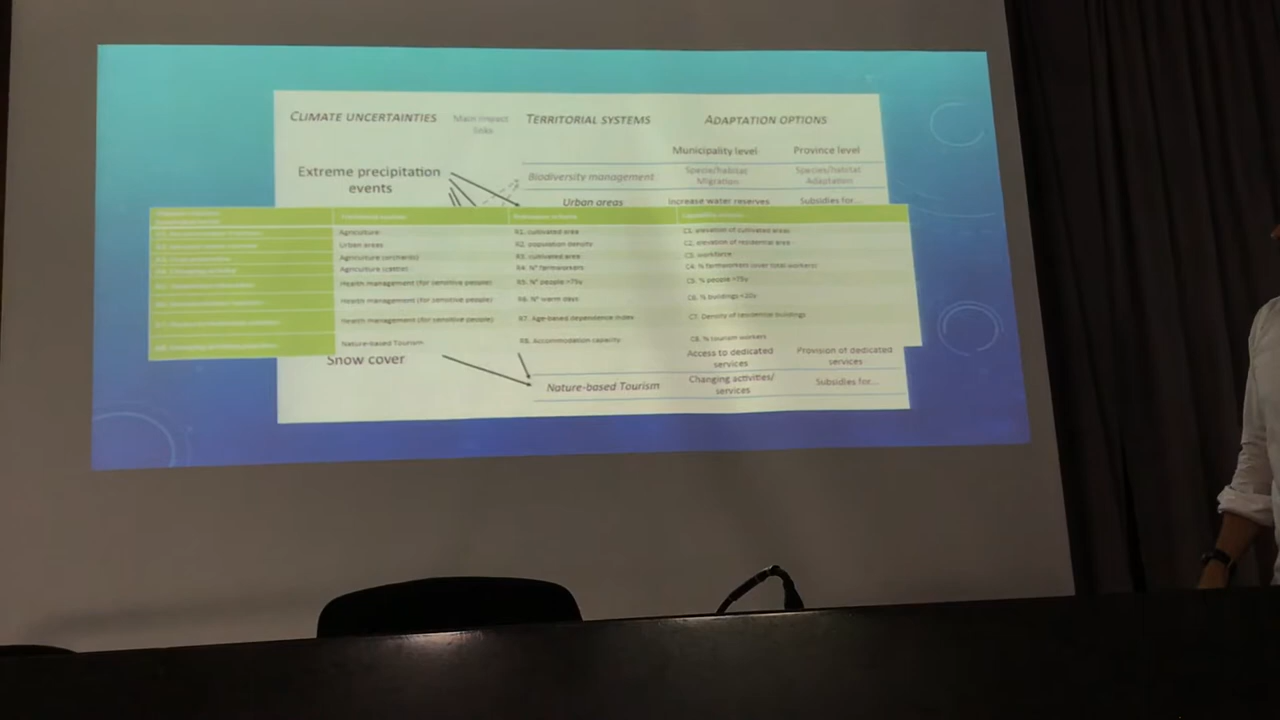 CLIMATE UNCERTAINTIES
Main impact
links
TERRITORIAL SYSTEMS
ADAPTATION OPTIONS
Municipality level
Province level
Extreme precipitation
events
Biodiversity management
Specie/habitat
Migration
Species/habitat
Adaptation
Urban areas
Increase water reserves
Subsidies for...
Agriculture
R1. cultivated area
C1. elevation of cultivated areas
Urban areas
R2. population density
C2. elevation of residential area
Agriculture (orchards)
R3. cultivated area
C3. workforce
Agriculture (cattle)
R4. N° farmworkers
C4. % farmworkers (over total workers)
Health management (for sensitive people)
R5. N° people >75y
C5. % people >75y
Health management (for sensitive people)
R6. N° warm days
C6. % buildings <20y
Health management (for sensitive people)
R7. Age-based dependence index
C7. Density of residential buildings
Nature-based Tourism
R8. Accommodation capacity
C8. % tourism workers
Snow cover
Access to dedicated
services
Provision of dedicated
services
Nature-based Tourism
Changing activities/
services
Subsidies for...